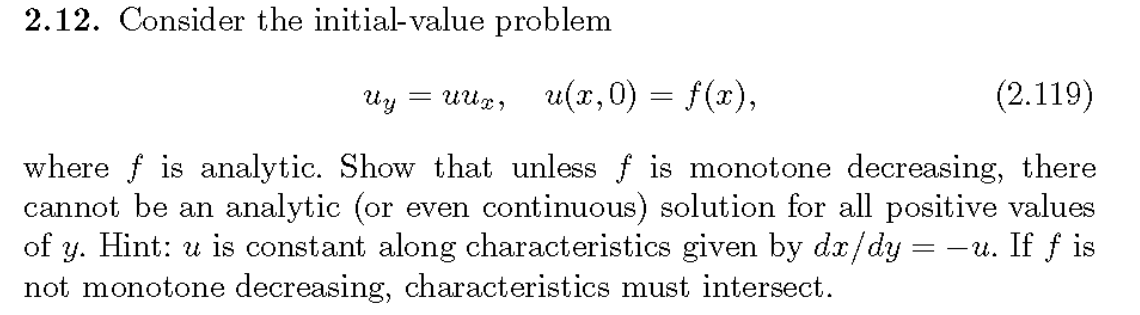 2.12. Consider the initial-value problem
u_y = uu_x, u(x, 0) = f(x), (2.119)
where f is analytic. Show that unless f is monotone decreasing, there
cannot be an analytic (or even continuous) solution for all positive values
of y. Hint: u is constant along characteristics given by dx/dy = −u. If f is
not monotone decreasing, characteristics must intersect.